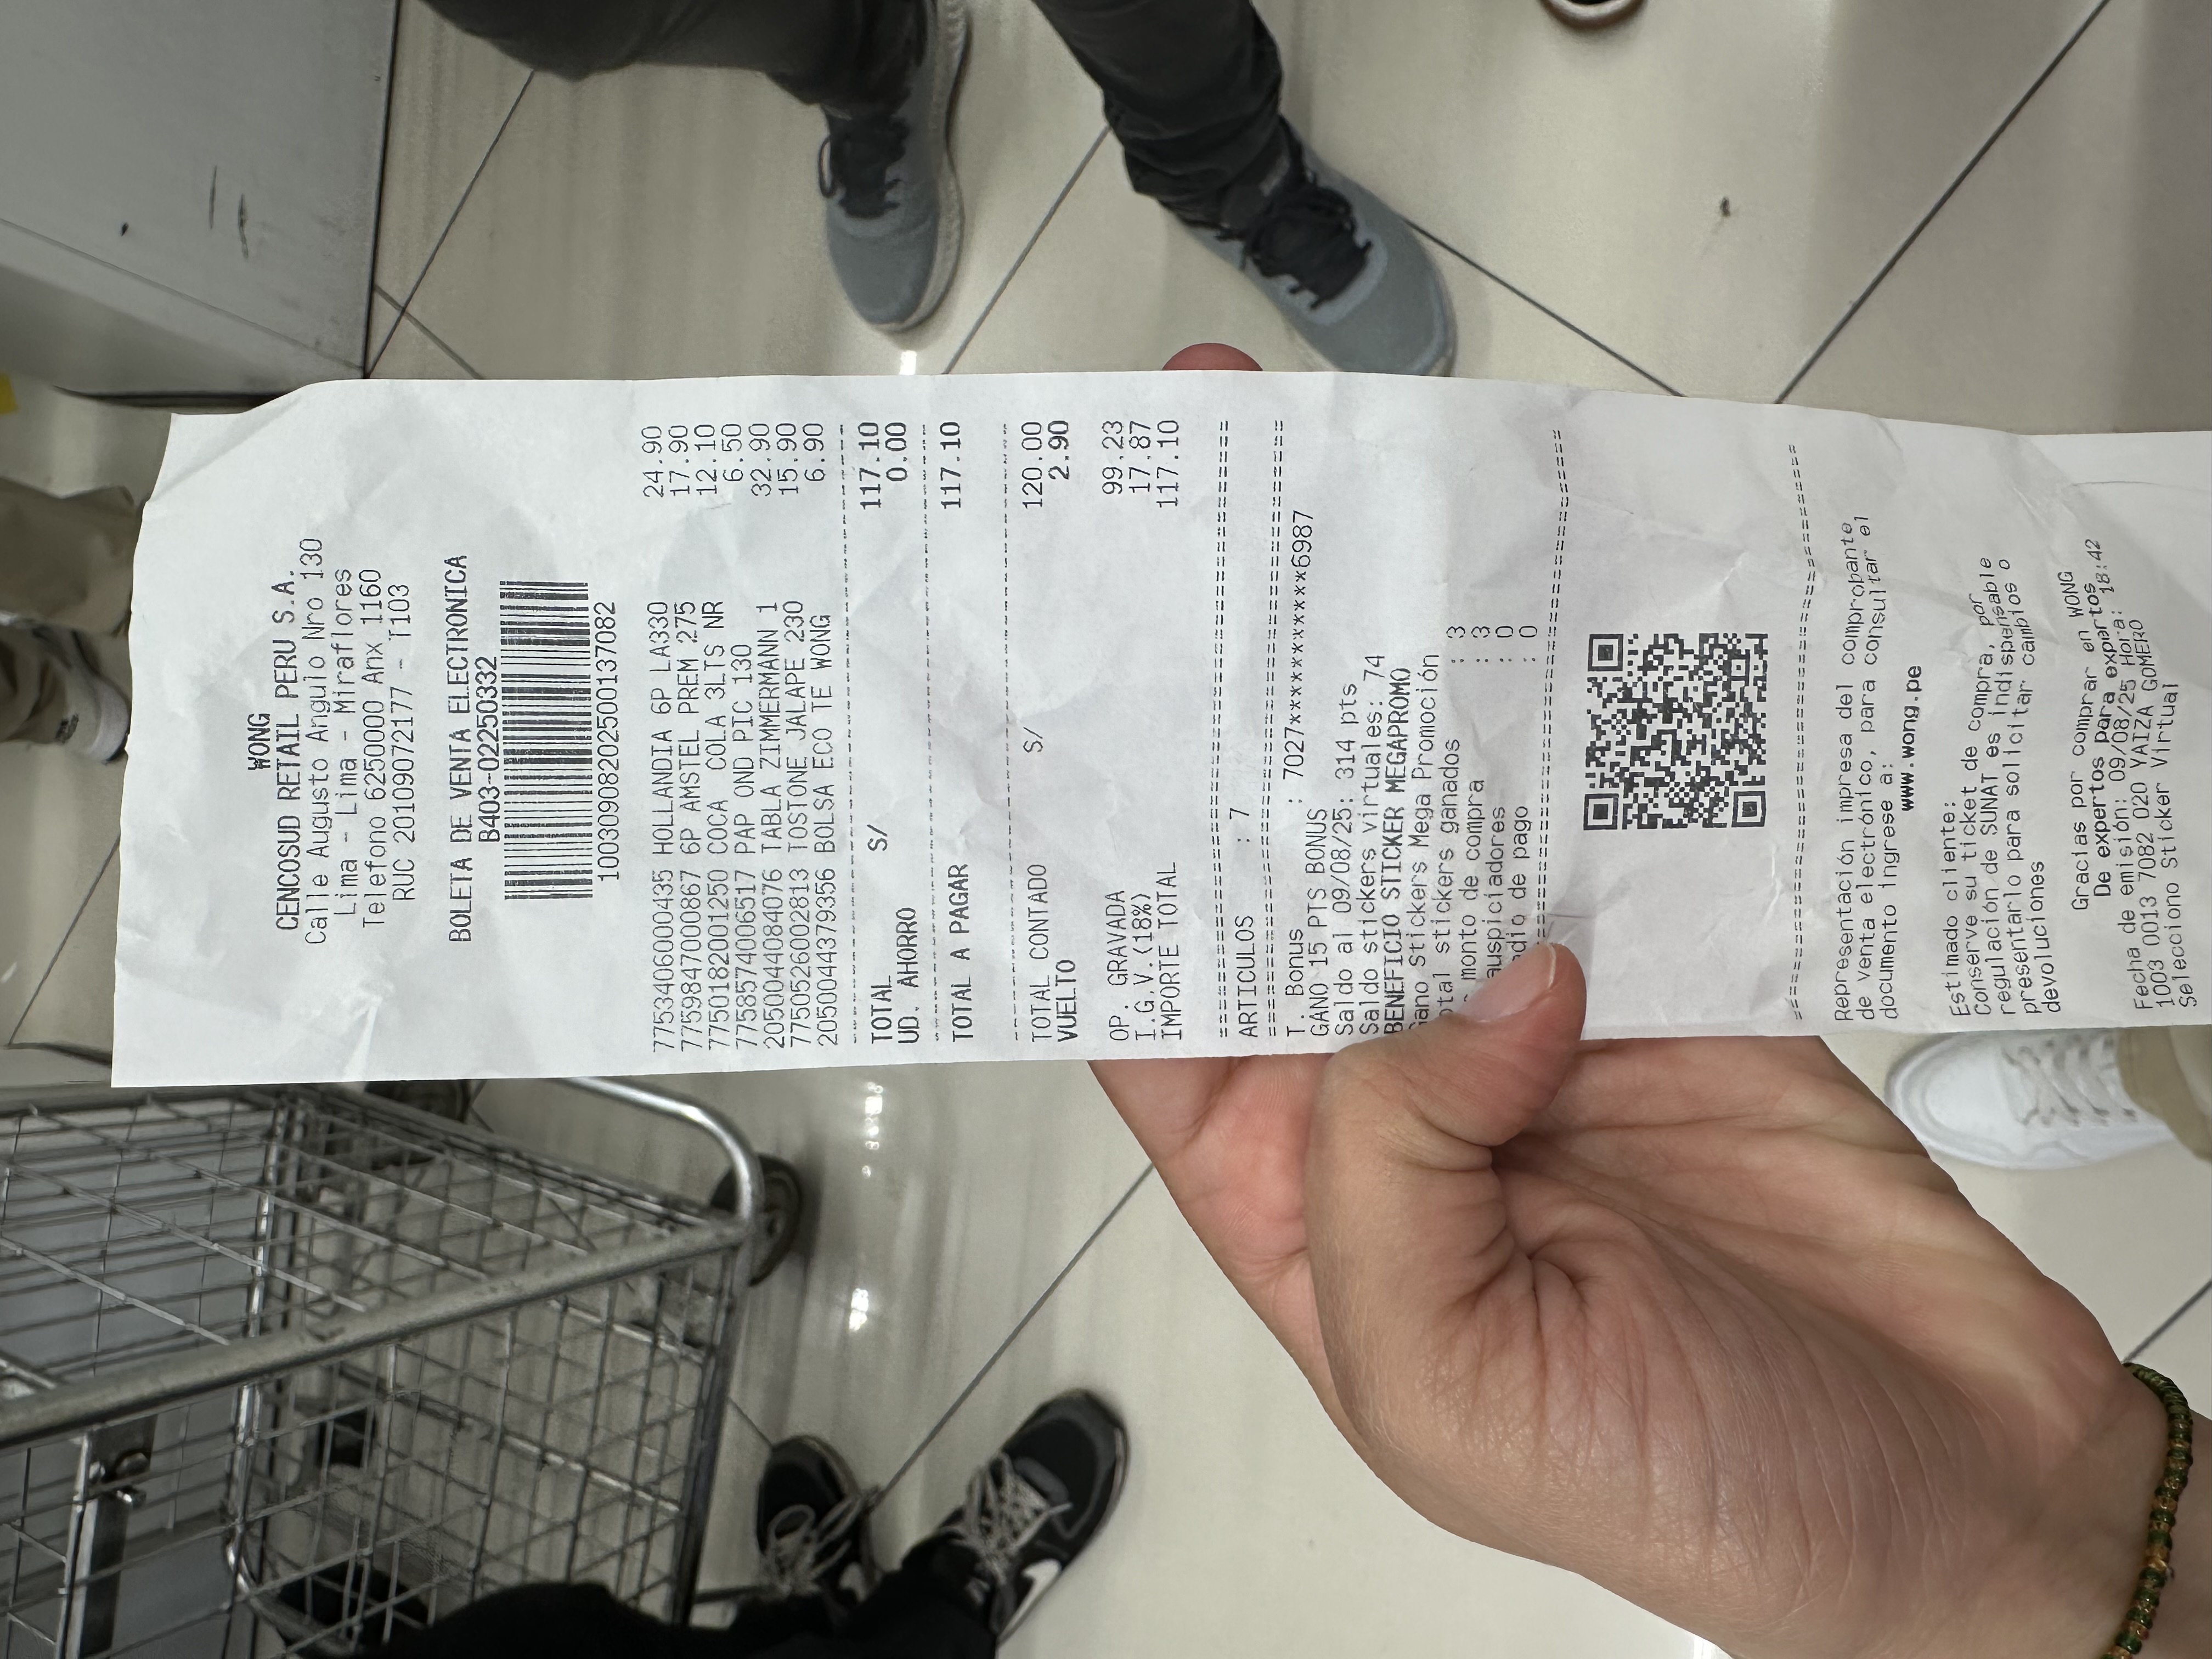 WONG
CENCOSUD RETAIL PERU S.A.
Calle Augusto Angulo Nro 130
Lima - Lima - Miraflores
Telefono 6250000 Anx 1160
RUC 20109072177 - T103
BOLETA DE VENTA ELECTRONICA
B403-02250332
10030908202500137082
7753406000435 HOLLANDIA 6P LA330 24.90
7759847000867 6P AMSTEL PREM 275 17.90
7750182001250 COCA COLA 3LTS NR 12.10
7758574006517 PAP OND PIC 130 6.50
2050044084076 TABLA ZIMMERMANN 1 32.90
7750526002813 TOSTONE JALAPE 230 15.90
2050044379356 BOLSA ECO TE WONG 6.90
TOTAL S/ 117.10
UD. AHORRO 0.00
TOTAL A PAGAR 117.10
TOTAL CONTADO S/ 120.00
VUELTO 2.90
OP. GRAVADA 99.23
I.G.V.(18%) 17.87
IMPORTE TOTAL 117.10
ARTICULOS : 7
T. Bonus : 7027***********6987
GANO 15 PTS BONUS
Saldo al 09/08/25: 314 pts
Saldo stickers virtuales: 74
BENEFICIO STICKER MEGAPROMO
Gano Stickers Mega Promoción
stickers ganados : 3
monto de compra : 3
auspiciadores : 0
de pago : 0
Representación impresa del comprobante
de venta electrónico, para consultar el
documento ingrese a:
www.wong.pe
Estimado cliente:
Conserve su ticket de compra, por
regulación de SUNAT es indispensable
presentarlo para solicitar cambios o
devoluciones
Gracias por comprar en WONG
De expertos para expertos
Fecha de emisión: 09/08/25 Hora: 18:42
1003 0013 7082 020 YAIZA GOMERO
Selecciono Sticker Virtual